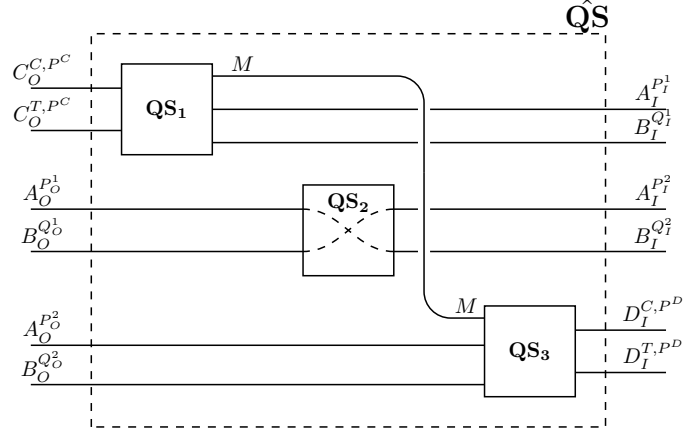 Q̂S
C_O^{C,P^C} M A_I^{P_I^1}
C_O^{T,P^C} QS_1 B_I^{Q_I^1}
A_O^{P_O^1} QS_2 A_I^{P_I^2}
B_O^{Q_O^1} B_I^{Q_I^2}
M D_I^{C,P^D}
A_O^{P_O^2} QS_3 D_I^{T,P^D}
B_O^{Q_O^2}